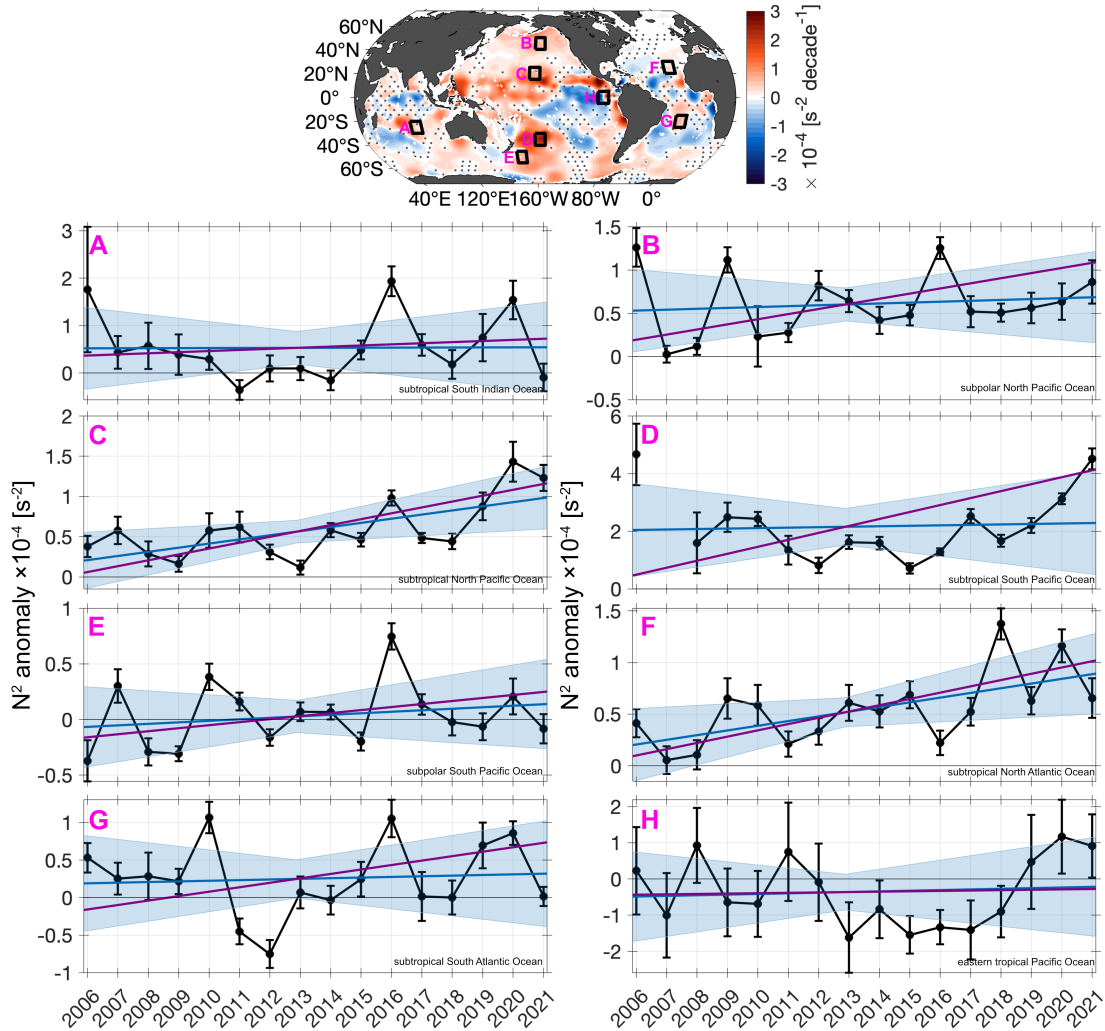 60°N
40°N
20°N
0°
20°S
40°S
60°S
40°E 120°E 160°W 80°W 0°
A
B
C
D
E
F
G
H
3
2
1
0
-1
-2
-3
× 10⁻⁴ [s⁻² decade⁻¹]
N² anomaly ×10⁻⁴ [s⁻²]
N² anomaly ×10⁻⁴ [s⁻²]
A
3
2
1
0
subtropical South Indian Ocean
B
1.5
1
0.5
0
-0.5
subpolar North Pacific Ocean
C
2
1.5
1
0.5
0
subtropical North Pacific Ocean
D
6
4
2
0
subtropical South Pacific Ocean
E
1
0.5
0
-0.5
subpolar South Pacific Ocean
F
1.5
1
0.5
0
subtropical North Atlantic Ocean
G
1
0.5
0
-0.5
-1
subtropical South Atlantic Ocean
H
2
1
0
-1
-2
eastern tropical Pacific Ocean
2006 2007 2008 2009 2010 2011 2012 2013 2014 2015 2016 2017 2018 2019 2020 2021
2006 2007 2008 2009 2010 2011 2012 2013 2014 2015 2016 2017 2018 2019 2020 2021